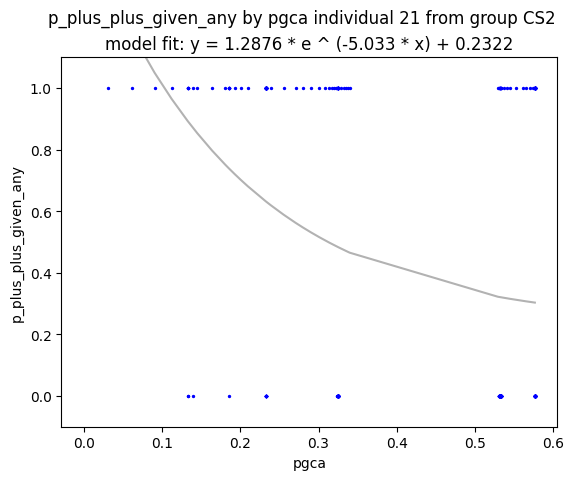 p_plus_plus_given_any by pgca individual 21 from group CS2
model fit: y = 1.2876 * e ^ (-5.033 * x) + 0.2322
p_plus_plus_given_any
1.0
0.8
0.6
0.4
0.2
0.0
0.0 0.1 0.2 0.3 0.4 0.5 0.6
pgca